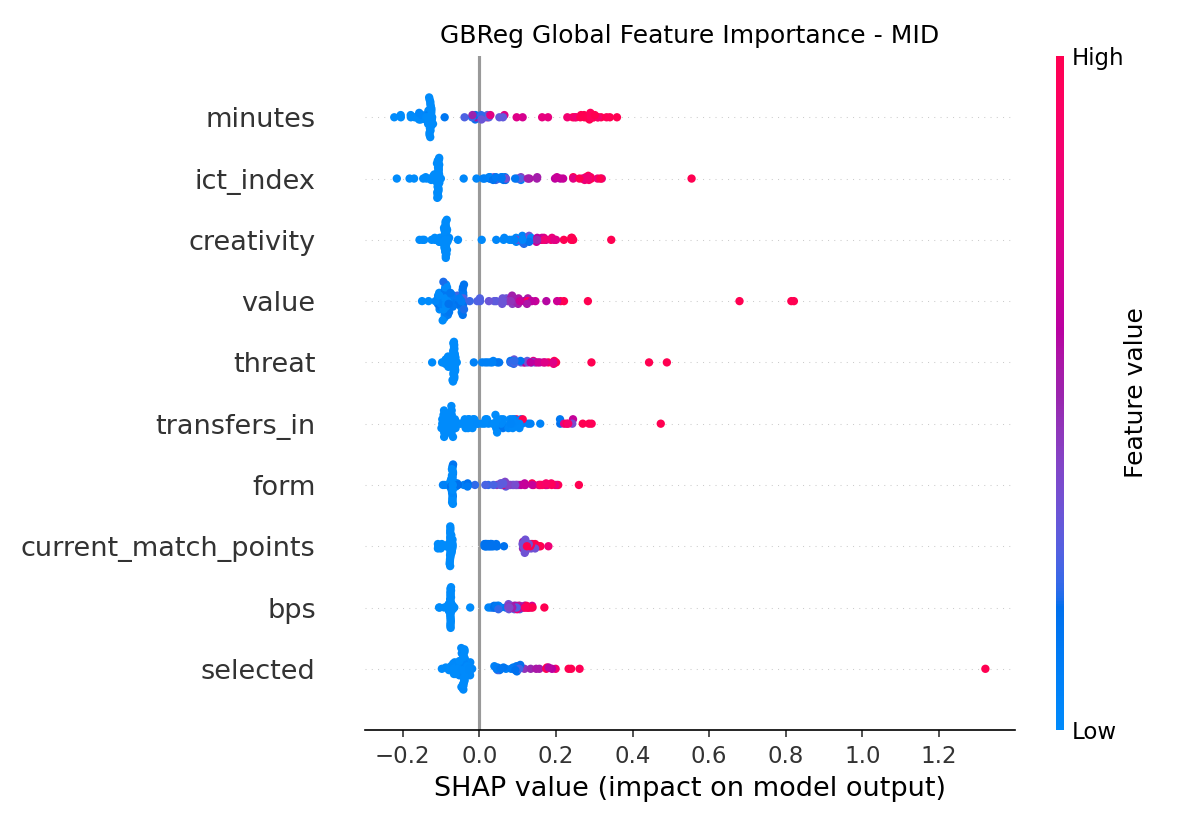 GBReg Global Feature Importance - MID
High
minutes
ict_index
creativity
value
threat
transfers_in
form
current_match_points
bps
selected
Feature value
Low
−0.2 0.0 0.2 0.4 0.6 0.8 1.0 1.2
SHAP value (impact on model output)